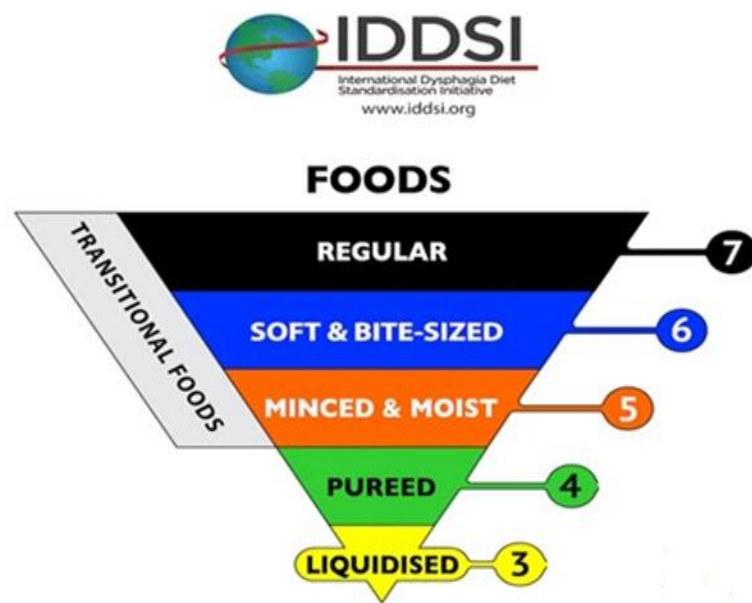 IDDSI
International Dysphagia Diet
Standardisation Initiative
www.iddsi.org
FOODS
TRANSITIONAL FOODS
REGULAR
7
SOFT & BITE-SIZED
6
MINCED & MOIST
5
PUREED
4
LIQUIDISED
3